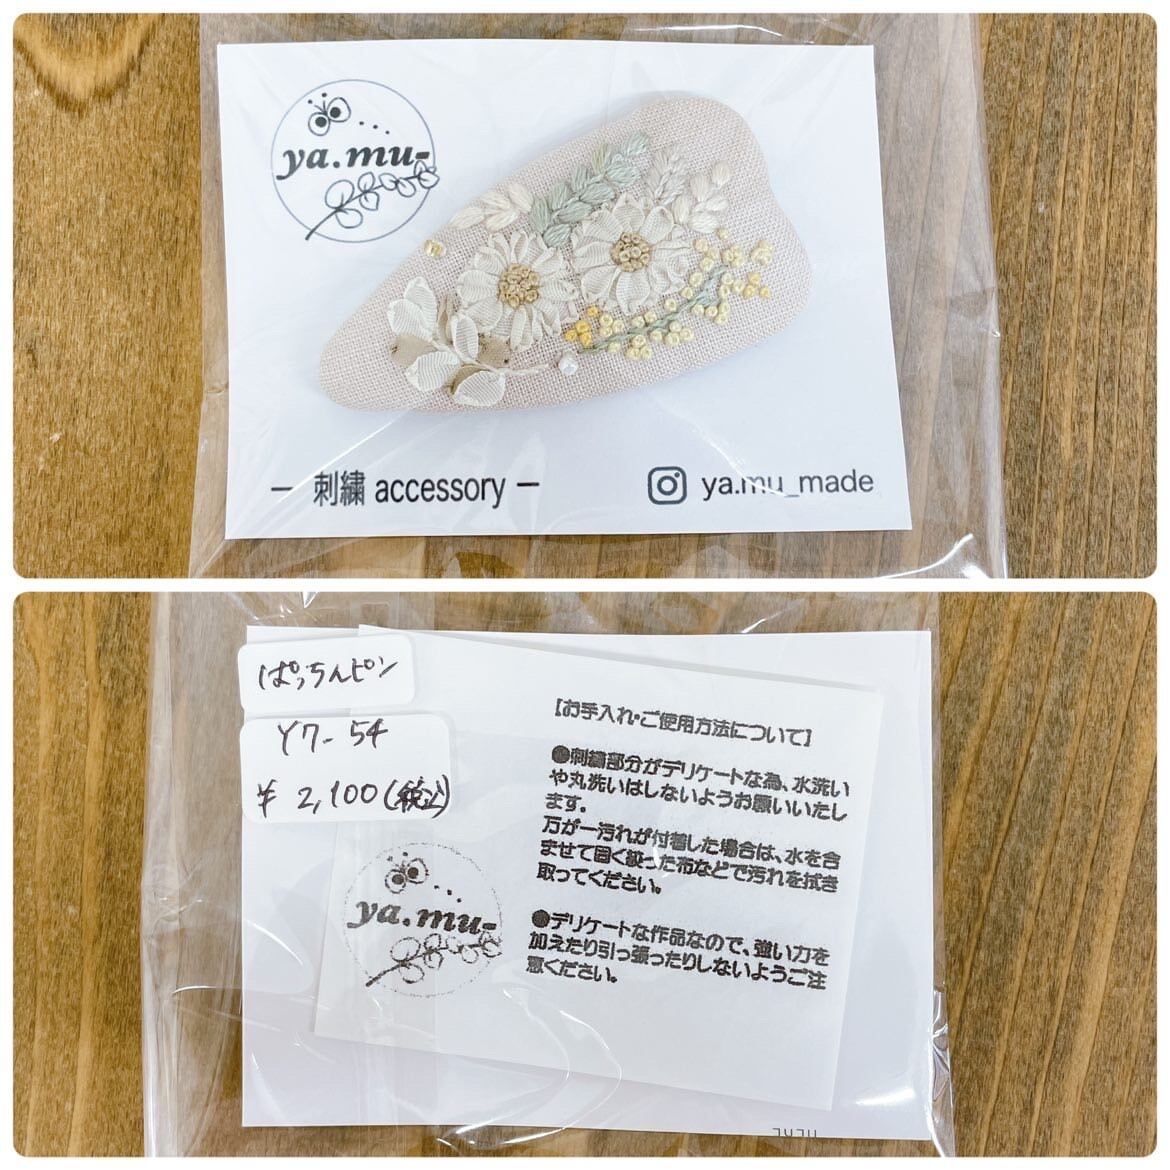 ya.mu-
― 刺繍 accessory ―
ya.mu_made
ぱっちんピン
Y7-54
¥2,100(税込)
【お手入れ・ご使用方法について】
●刺繍部分がデリケートな為、水洗い
や丸洗いはしないようお願いいたし
ます。
万が一汚れが付着した場合は、水を含
ませて固く絞った布などで汚れを拭き
取ってください。
●デリケートな作品なので、強い力を
加えたり引っ張ったりしないようご注
意ください。
ya.mu-